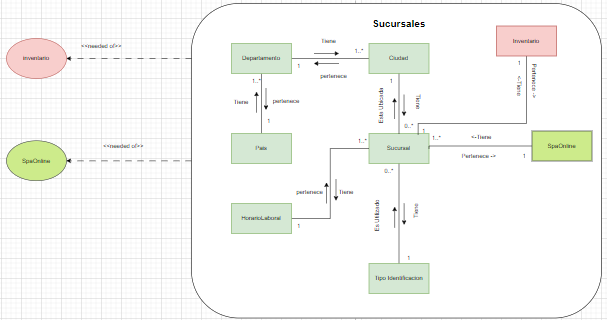 Sucursales
<<needed of>>
inventario
Departamento
Tiene
pertenece
1
1..*
Ciudad
Inventario
1
<-Tiene
Pertenece ->
1..*
Tiene
pertenece
1
Esta Ubicada
Tiene
0..*
1
<<needed of>>
SpaOnline
Pais
1..*
Sucursal
1..*
<-Tiene
Pertenece ->
1
SpaOnline
0..*
pertenece
Tiene
HorarioLaboral
1
Es Utilizado
Tiene
1
Tipo Identificacion